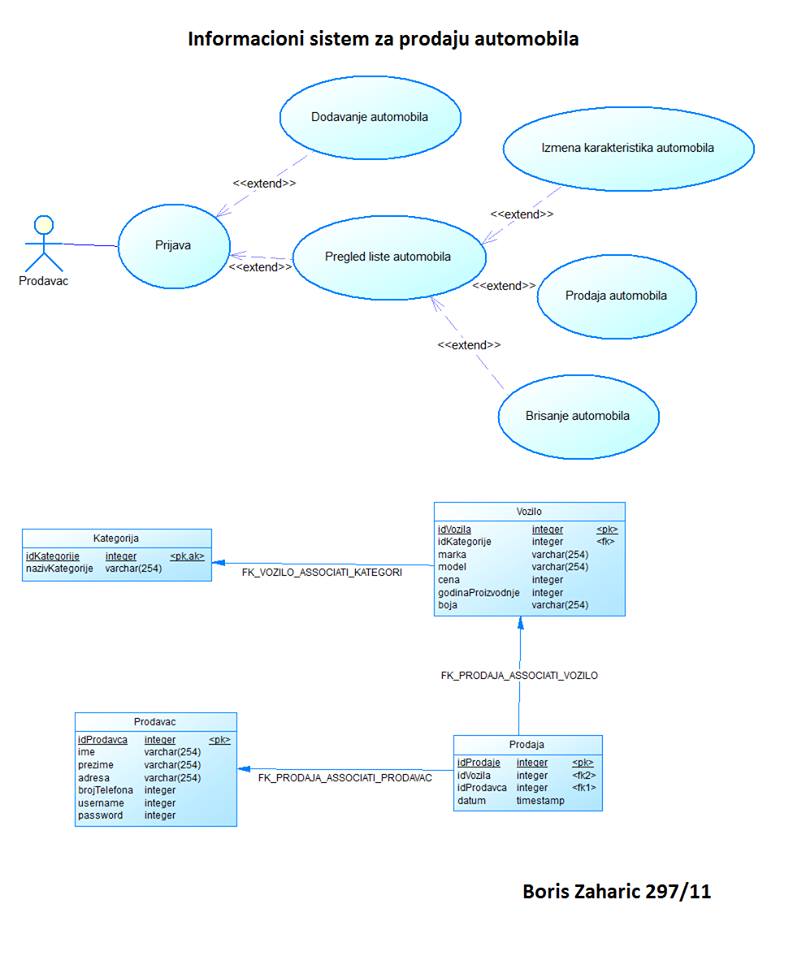 Informacioni sistem za prodaju automobila
Dodavanje automobila
Izmena karakteristika automobila
<<extend>>
<<extend>>
Prijava
Pregled liste automobila
<<extend>>
Prodavac
<<extend>>
Prodaja automobila
<<extend>>
Brisanje automobila
Kategorija
idKategorije integer <pk,ak>
nazivKategorije varchar(254)
FK_VOZILO_ASSOCIATI_KATEGORI
Vozilo
idVozila integer <pk>
idKategorije integer <fk>
marka varchar(254)
model varchar(254)
cena integer
godinaProizvodnje integer
boja varchar(254)
FK_PRODAJA_ASSOCIATI_VOZILO
Prodavac
idProdavca integer <pk>
ime varchar(254)
prezime varchar(254)
adresa varchar(254)
brojTelefona integer
username integer
password integer
FK_PRODAJA_ASSOCIATI_PRODAVAC
Prodaja
idProdaje integer <pk>
idVozila integer <fk2>
idProdavca integer <fk1>
datum timestamp
Boris Zaharic 297/11